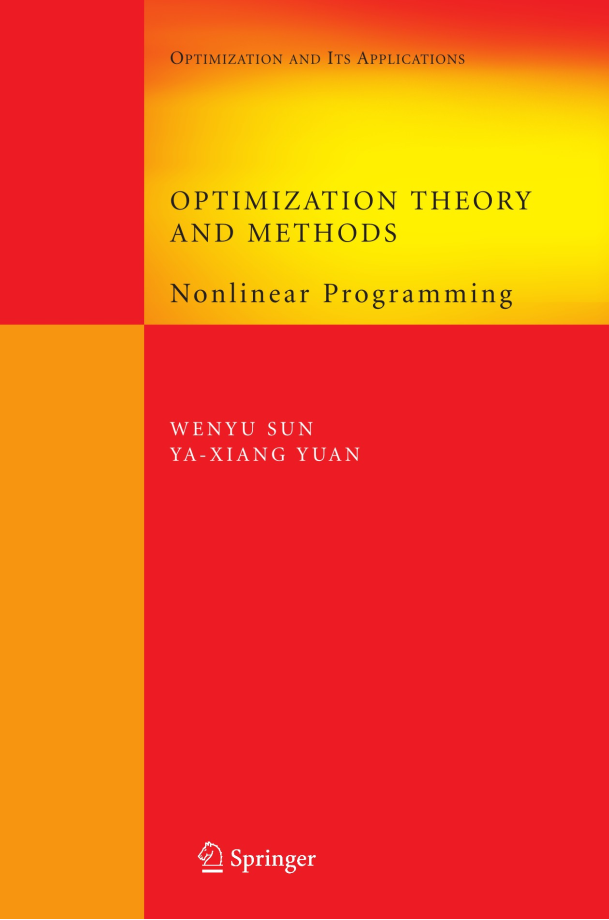 OPTIMIZATION AND ITS APPLICATIONS
OPTIMIZATION THEORY
AND METHODS
Nonlinear Programming
WENYU SUN
YA-XIANG YUAN
Springer